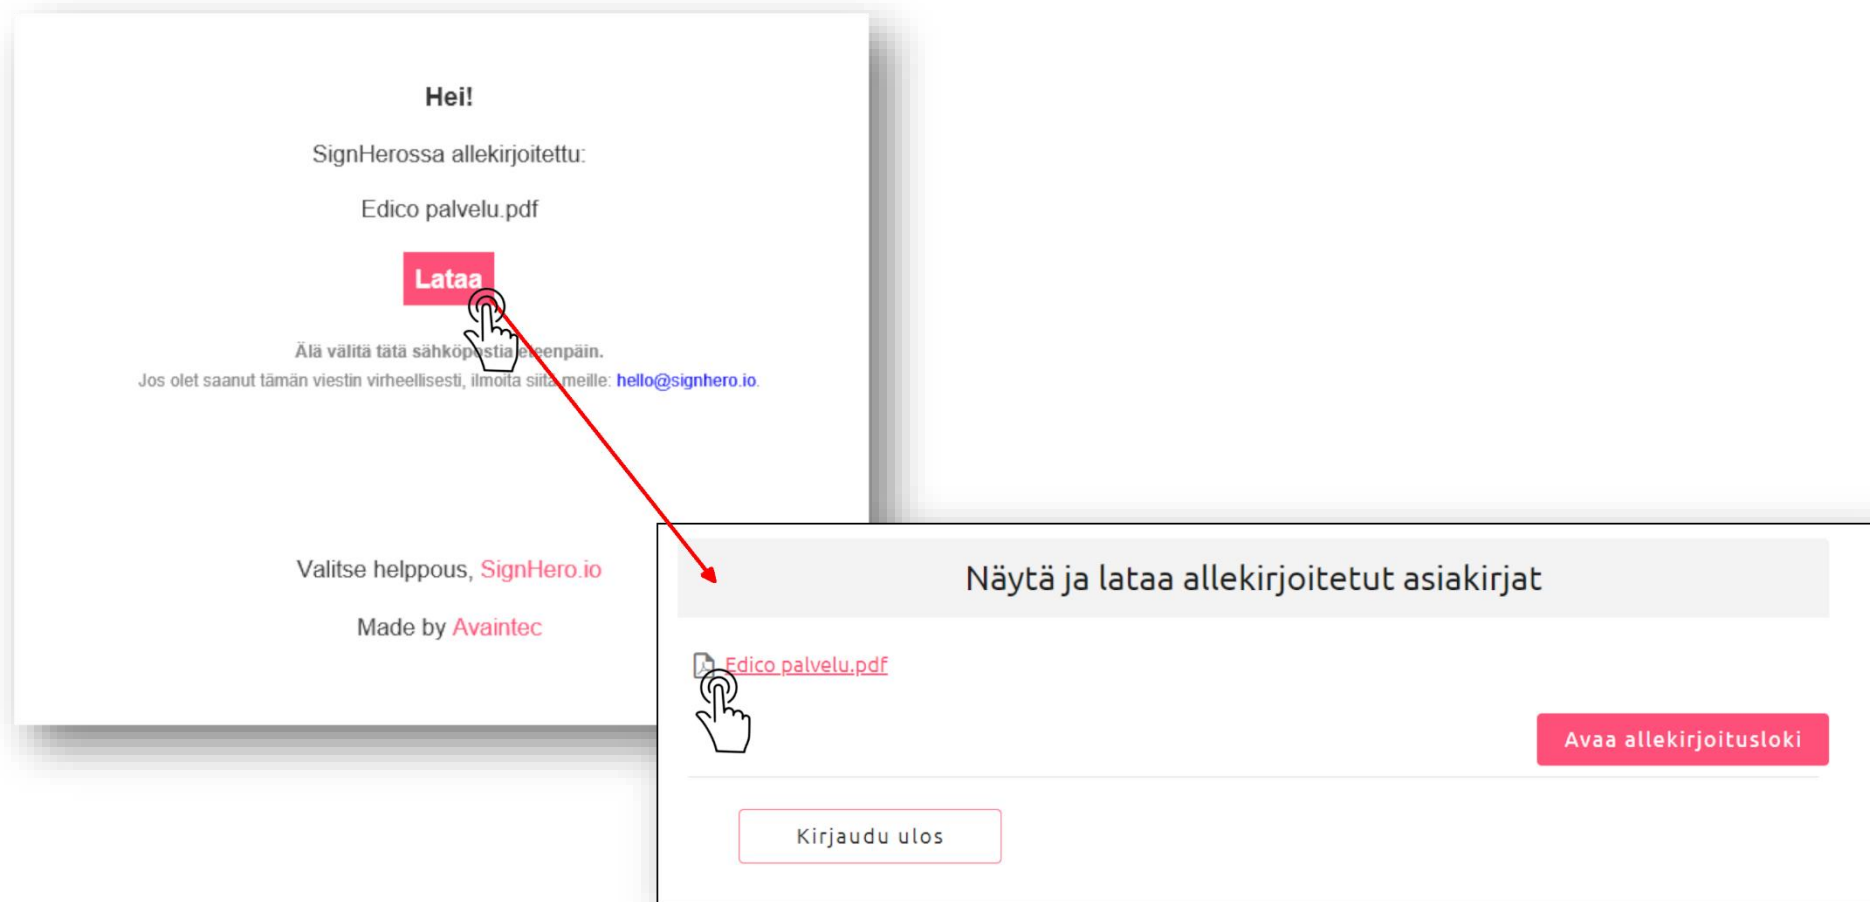 Hei!
SignHerossa allekirjoitettu:
Edico palvelu.pdf
Lataa
Älä välitä tätä sähköpostia eteenpäin.
Jos olet saanut tämän viestin virheellisesti, ilmoita siitä meille: hello@signhero.io.
Valitse helppous, SignHero.io
Made by Avaintec
Näytä ja lataa allekirjoitetut asiakirjat
Edico palvelu.pdf
Avaa allekirjoitusloki
Kirjaudu ulos